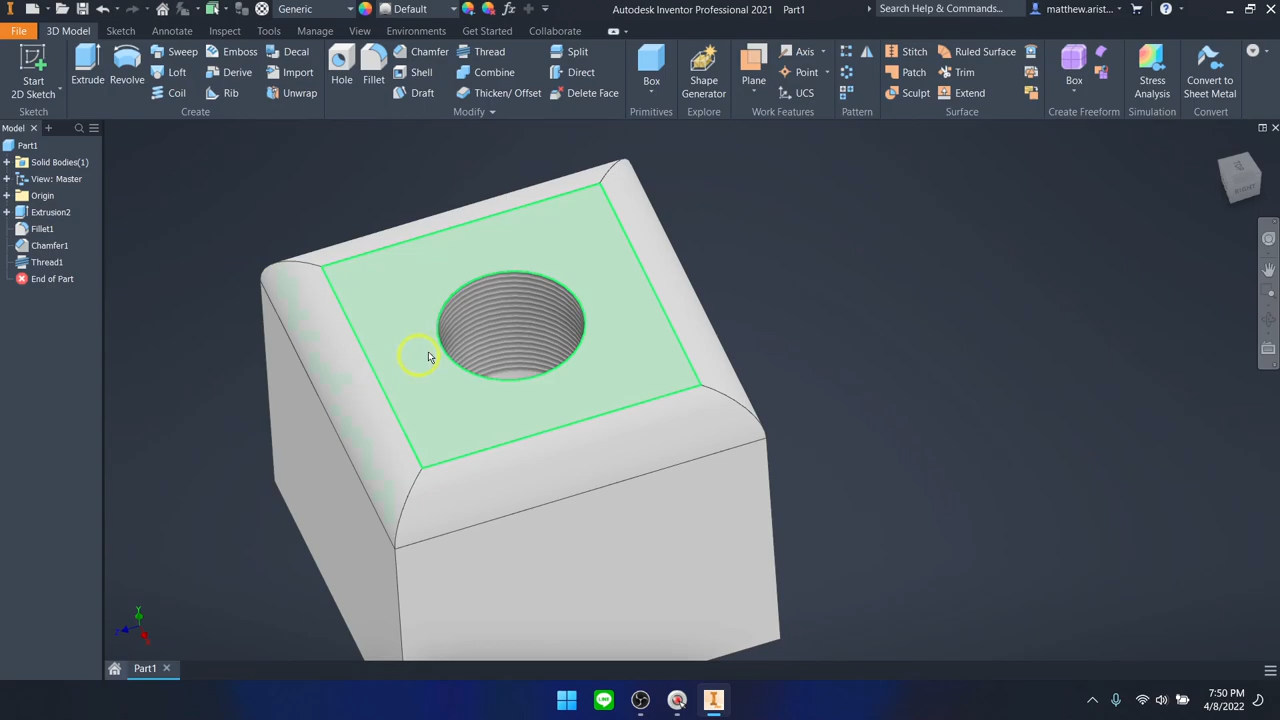 Generic
Default
Autodesk Inventor Professional 2021 Part1
Search Help & Commands...
matthew.arist...
File 3D Model Sketch Annotate Inspect Tools Manage View Environments Get Started Collaborate
Start
2D Sketch
Sketch
Extrude
Revolve
Sweep
Loft
Coil
Emboss
Derive
Rib
Decal
Import
Unwrap
Create
Hole
Fillet
Chamfer
Shell
Draft
Thread
Combine
Thicken/ Offset
Split
Direct
Delete Face
Modify
Box
Primitives
Shape
Generator
Explore
Plane
Axis
Point
UCS
Work Features
Pattern
Stitch
Patch
Sculpt
Ruled Surface
Trim
Extend
Surface
Box
Create Freeform
Stress
Analysis
Simulation
Convert to
Sheet Metal
Convert
Model
Part1
Solid Bodies(1)
View: Master
Origin
Extrusion2
Fillet1
Chamfer1
Thread1
End of Part
RIGHT
Y
Z
Part1
7:50 PM
4/8/2022